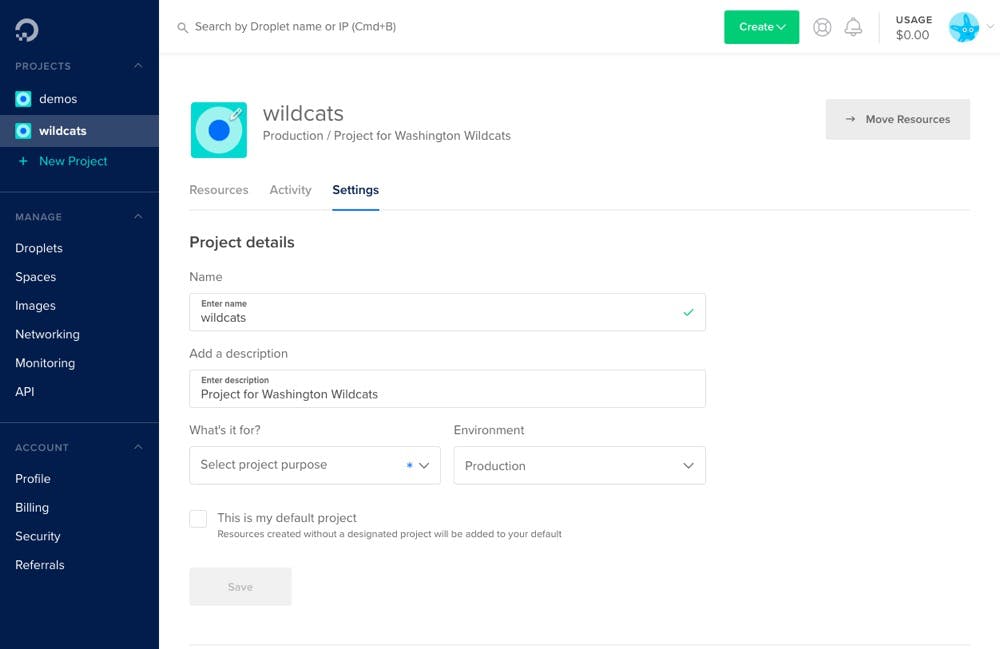 Search by Droplet name or IP (Cmd+B)
Create
USAGE
$0.00
PROJECTS
demos
wildcats
+ New Project
MANAGE
Droplets
Spaces
Images
Networking
Monitoring
API
ACCOUNT
Profile
Billing
Security
Referrals
wildcats
Production / Project for Washington Wildcats
→ Move Resources
Resources Activity Settings
Project details
Name
Enter name
wildcats
Add a description
Enter description
Project for Washington Wildcats
What's it for? Environment
Select project purpose * Production
This is my default project
Resources created without a designated project will be added to your default
Save